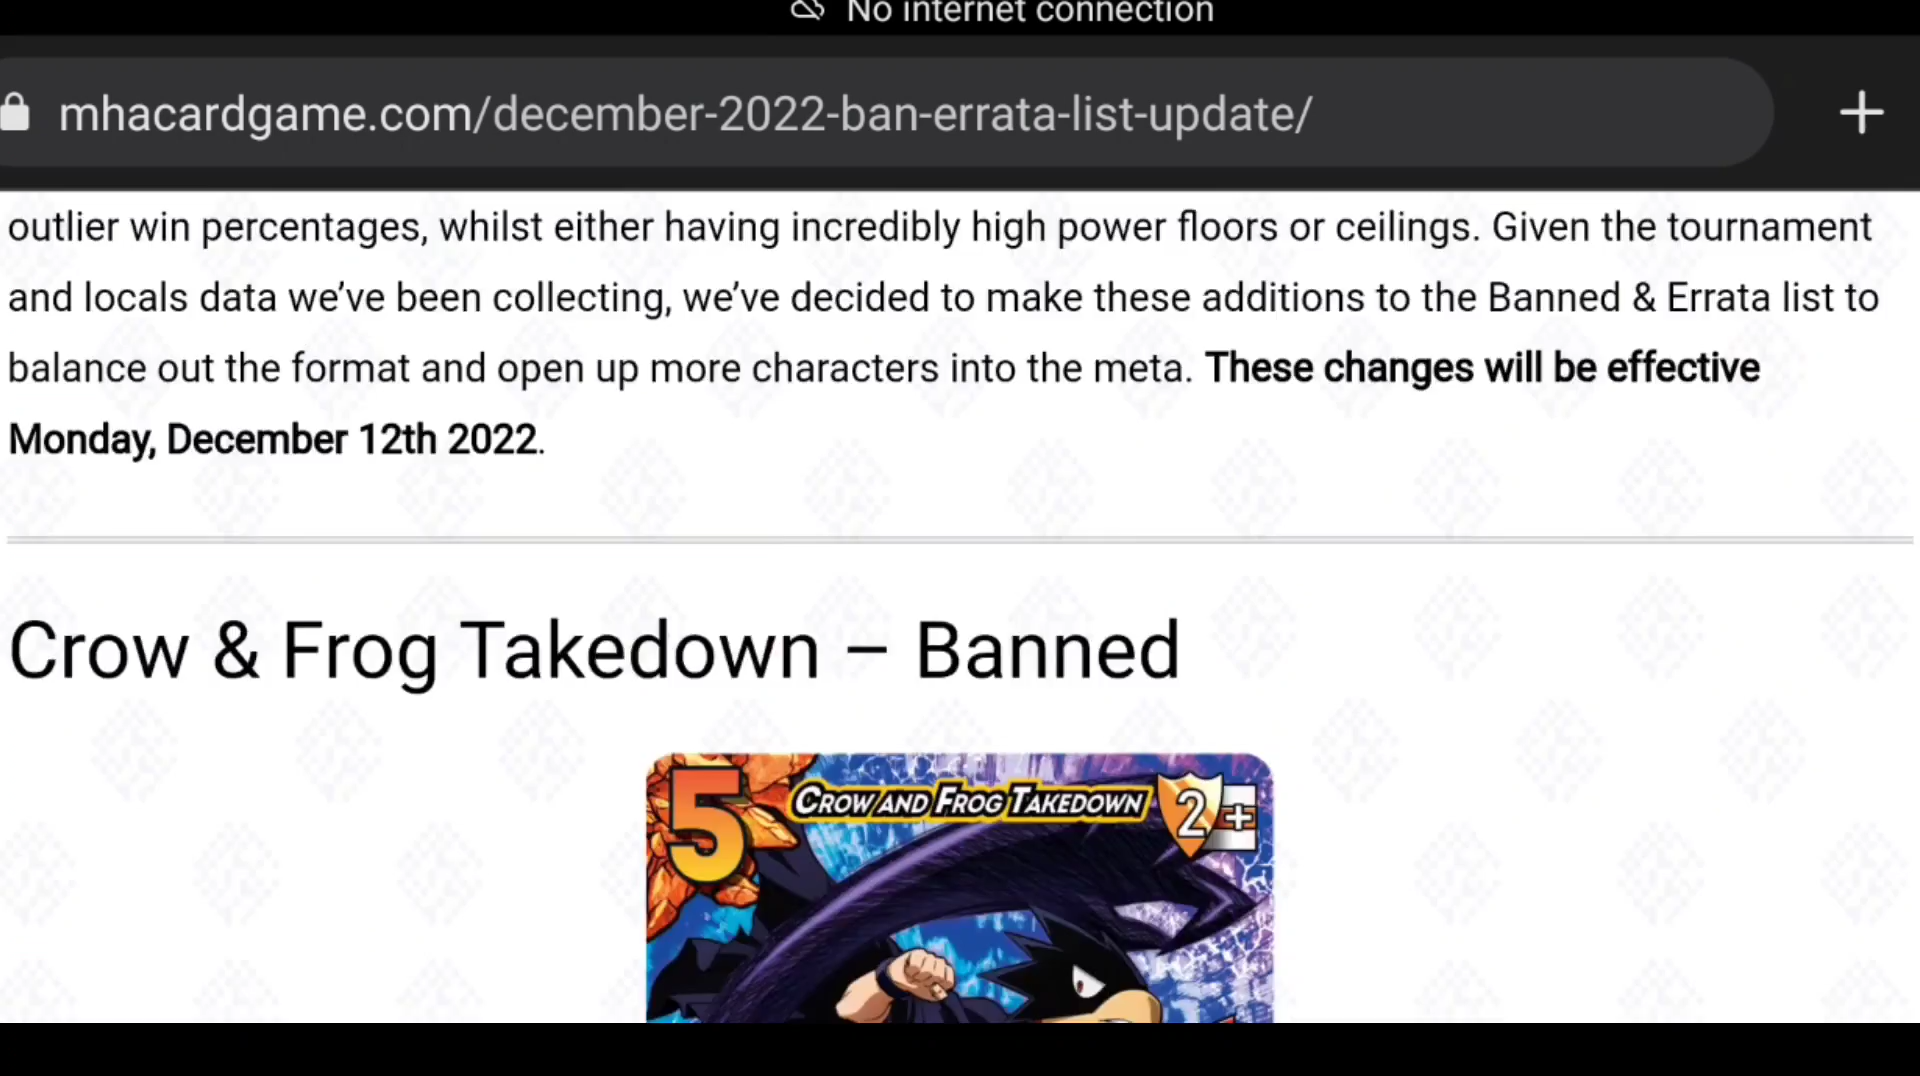 No internet connection
mhacardgame.com/december-2022-ban-errata-list-update/
outlier win percentages, whilst either having incredibly high power floors or ceilings. Given the tournament
and locals data we’ve been collecting, we’ve decided to make these additions to the Banned & Errata list to
balance out the format and open up more characters into the meta. These changes will be effective
Monday, December 12th 2022.
Crow & Frog Takedown – Banned
5 CROW AND FROG TAKEDOWN 2 +